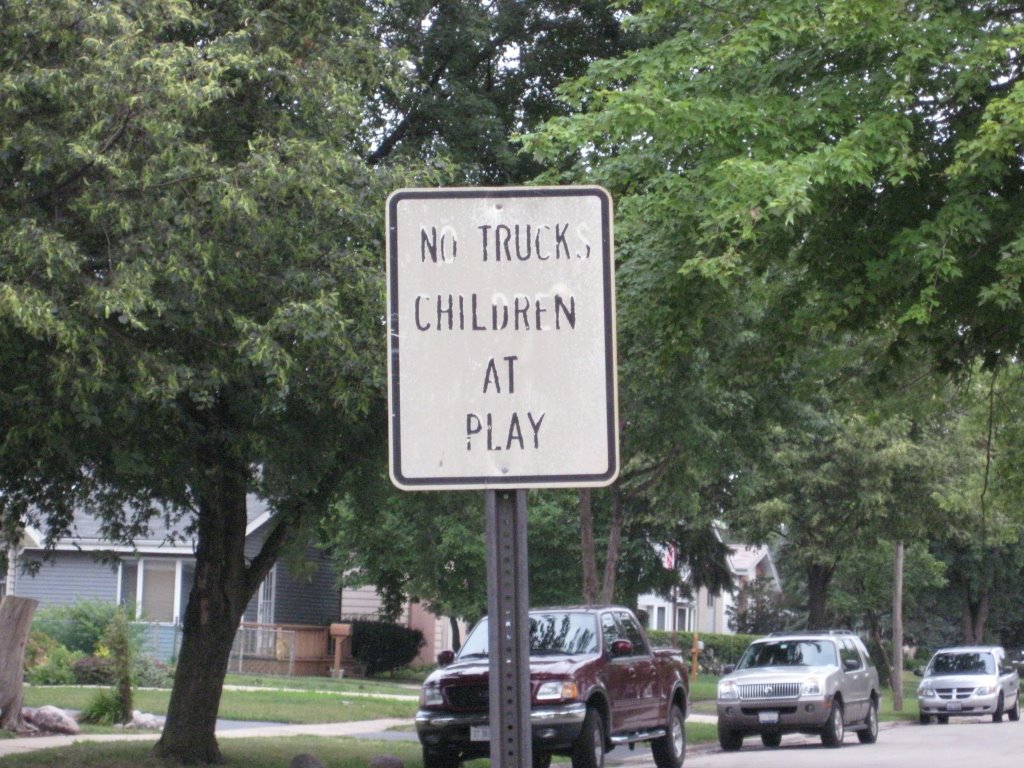 NO TRUCKS
CHILDREN
AT
PLAY